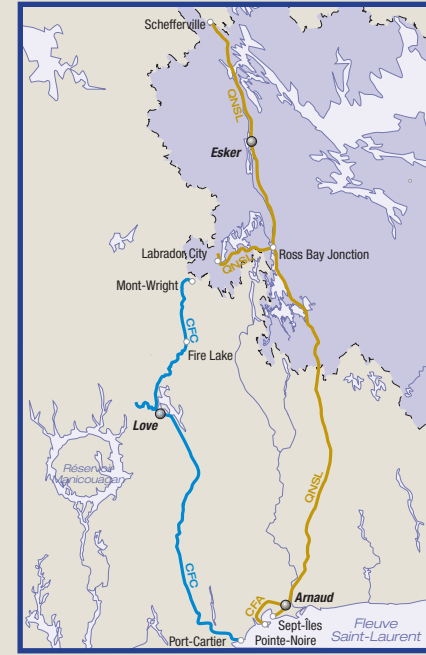 Schefferville
QNSL
Esker
Labrador City
QNSL
Ross Bay Jonction
Mont-Wright
CFC
Fire Lake
Love
Réservoir
Manicouagan
QNSL
CFC
CFA
Arnaud
Sept-Îles
Pointe-Noire
Port-Cartier
Fleuve
Saint-Laurent